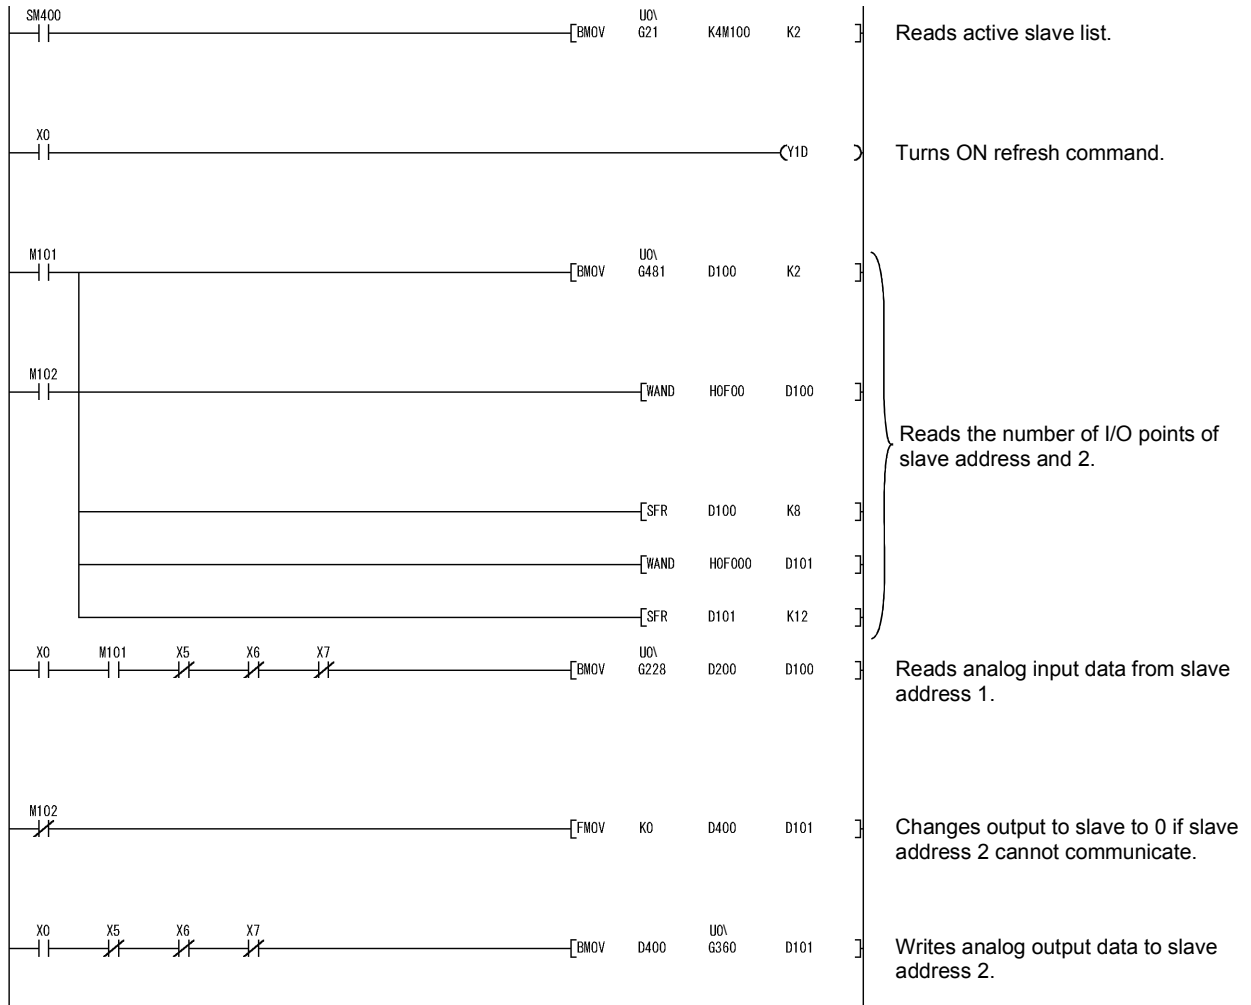 SM400
U0\
BMOV G21 K4M100 K2
Reads active slave list.
X0
Y1D
Turns ON refresh command.
M101
U0\
BMOV G481 D100 K2
M102
WAND H0F00 D100
Reads the number of I/O points of
slave address and 2.
SFR D100 K8
WAND H0F000 D101
SFR D101 K12
X0 M101 X5 X6 X7
U0\
BMOV G228 D200 D100
Reads analog input data from slave
address 1.
M102
FMOV K0 D400 D101
Changes output to slave to 0 if slave
address 2 cannot communicate.
X0 X5 X6 X7
U0\
BMOV D400 G360 D101
Writes analog output data to slave
address 2.